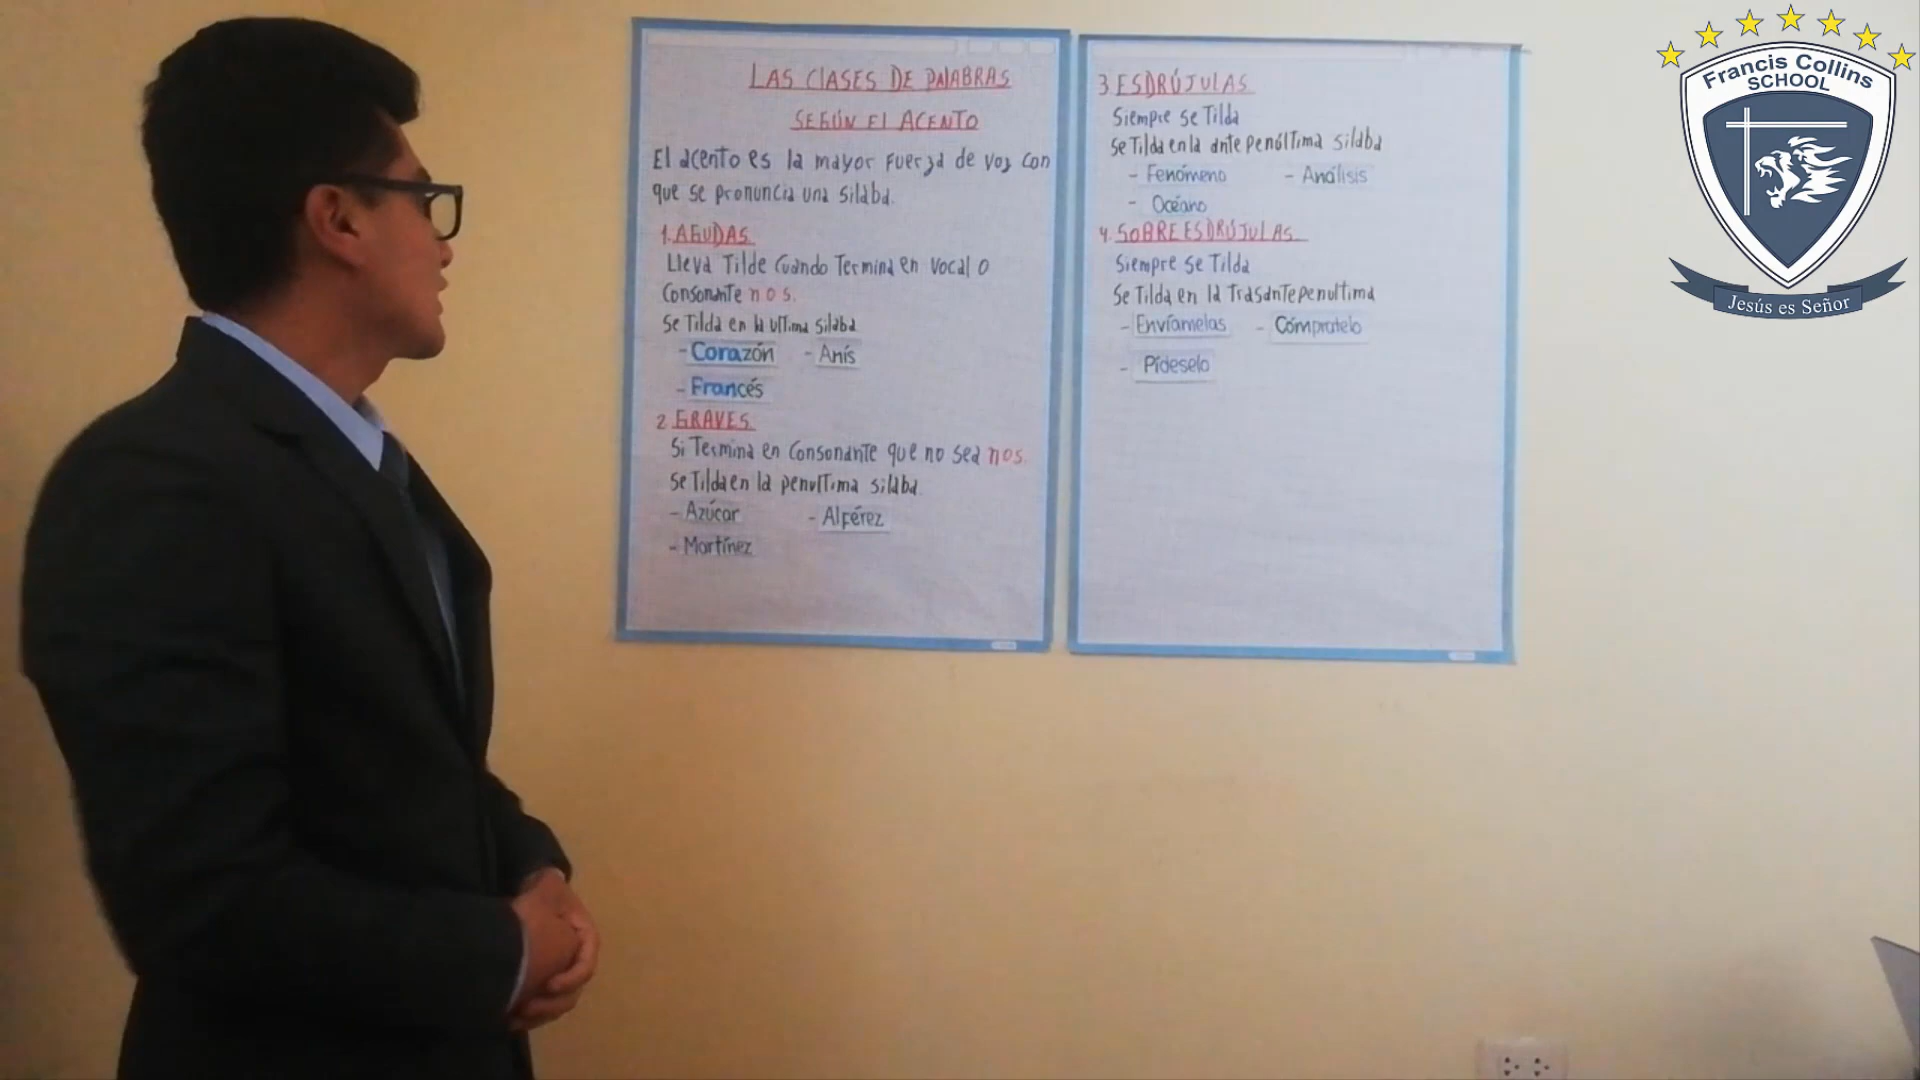 LAS CLASES DE PALABRAS
SEGÚN El ACENTO
El acento es la mayor fuerza de voz con
que se pronuncia una silaba.
1. AGUDAS.
Lleva Tilde Cuando Termina en vocal o
Consonante n o s.
Se Tilda en la ultima silaba
- Corazón - Anís
- Francés
2. GRAVES.
Si Termina en Consonante que no sea n o s.
Se Tilda en la penultima silaba.
- Azúcar - Alférez
- Martínez
3. ESDRÚJULAS.
Siempre se Tilda
Se Tilda en la ante penúltima silaba
- Fenómeno - Análisis
- Océano
4. SOBREESDRÚJULAS.
Siempre se Tilda
Se Tilda en la Trasantepenultima
- Envíamelas - Cómpratelo
- Pídeselo
Francis Collins
SCHOOL
Jesús es Señor